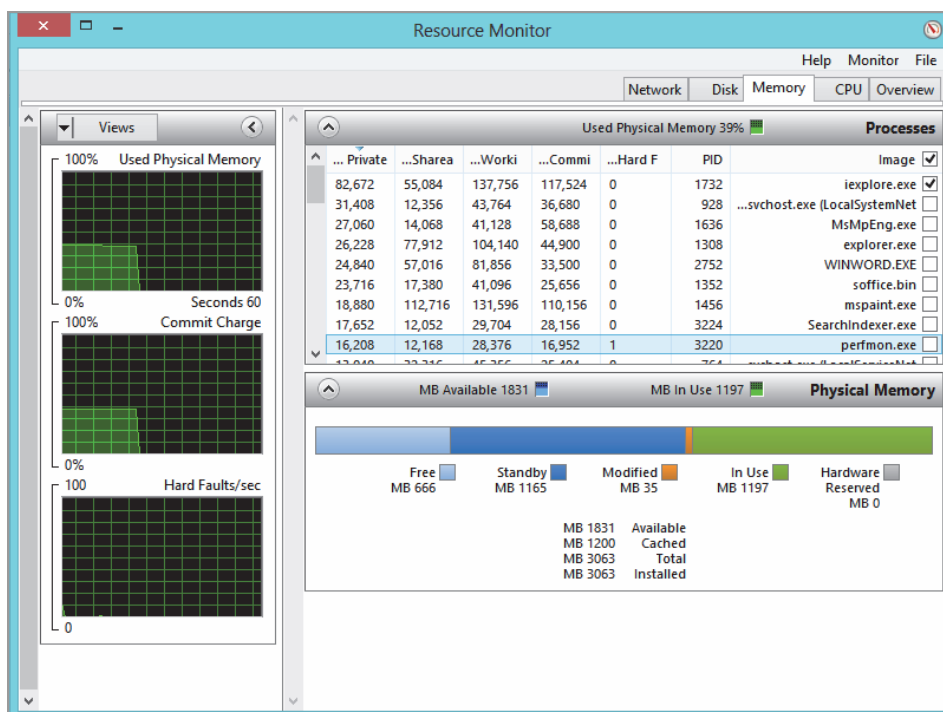 Resource Monitor
File Monitor Help
Overview CPU Memory Disk Network
Views
100% Used Physical Memory
0% Seconds 60
100% Commit Charge
0%
100 Hard Faults/sec
0
Processes Used Physical Memory 39%
Image PID Hard F... Commi... Worki... Sharea... Private ...
iexplore.exe 1732 0 117,524 137,756 55,084 82,672
svchost.exe (LocalSystemNet... 928 0 36,680 43,764 12,356 31,408
MsMpEng.exe 1636 0 58,688 41,128 14,068 27,060
explorer.exe 1308 0 44,900 104,140 77,912 26,228
WINWORD.EXE 2752 0 33,500 81,856 57,016 24,840
soffice.bin 1352 0 25,656 41,096 17,380 23,716
mspaint.exe 1456 0 110,156 131,596 112,716 18,880
SearchIndexer.exe 3224 0 28,156 29,704 12,052 17,652
perfmon.exe 3220 1 16,952 28,376 12,168 16,208
Physical Memory MB In Use 1197 MB Available 1831
Hardware Reserved MB 0
In Use MB 1197
Modified MB 35
Standby MB 1165
Free MB 666
Available MB 1831
Cached MB 1200
Total MB 3063
Installed MB 3063